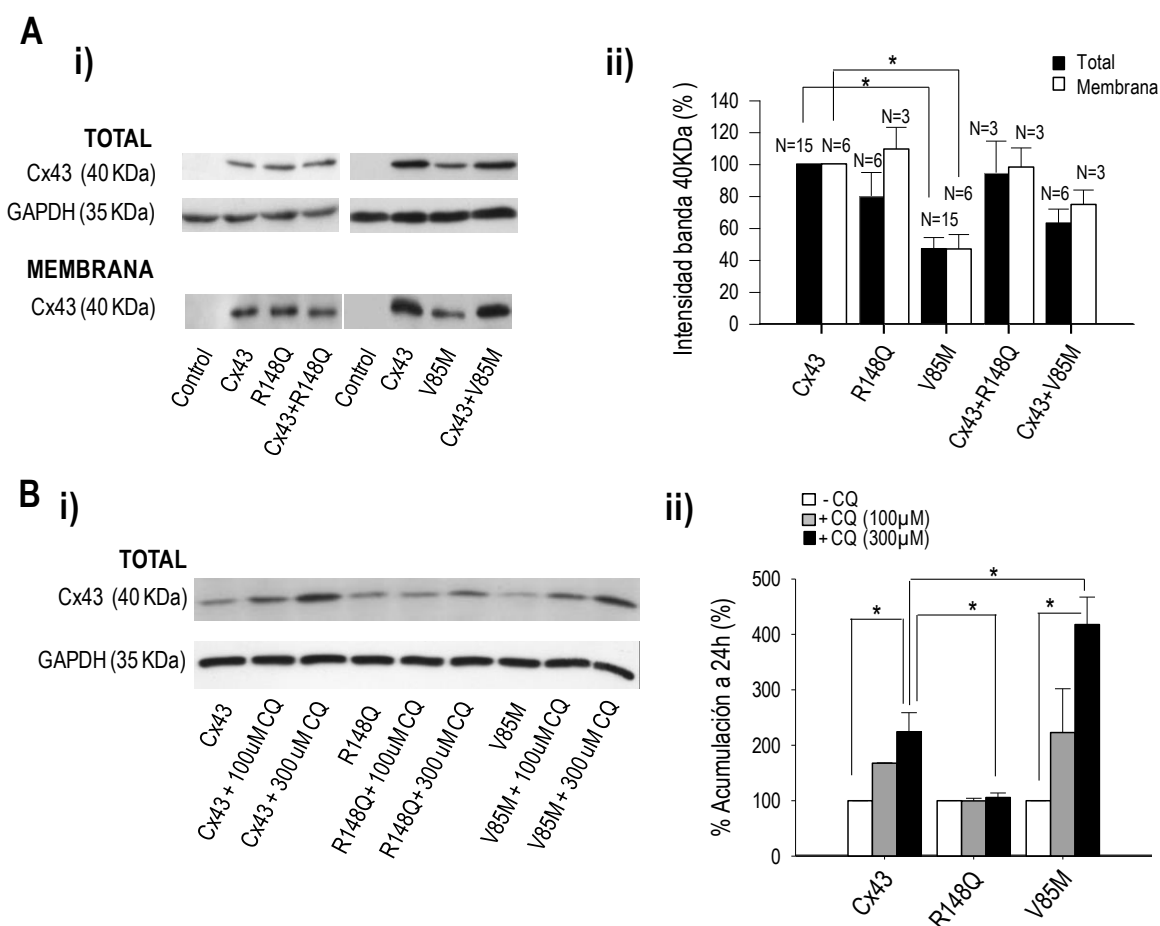 A
i)
TOTAL
Cx43 (40 KDa)
GAPDH (35 KDa)
MEMBRANA
Cx43 (40 KDa)
Control
Cx43
R148Q
Cx43+R148Q
Control
Cx43
V85M
Cx43+V85M
ii)
Total
Membrana
Intensidad banda 40KDa (%)
140
120
100
80
60
40
20
0
*
*
N=15
N=6
N=6
N=3
N=15
N=6
N=3
N=3
N=6
N=3
Cx43
R148Q
V85M
Cx43+R148Q
Cx43+V85M
B
i)
TOTAL
Cx43 (40 KDa)
GAPDH (35 KDa)
Cx43
Cx43 + 100uM CQ
Cx43 + 300 uM CQ
R148Q
R148Q+ 100uM CQ
R148Q+ 300uM CQ
V85M
V85M + 100uM CQ
V85M + 300uM CQ
ii)
- CQ
+ CQ (100µM)
+ CQ (300µM)
% Acumulación a 24h (%)
500
400
300
200
100
0
*
*
*
*
Cx43
R148Q
V85M